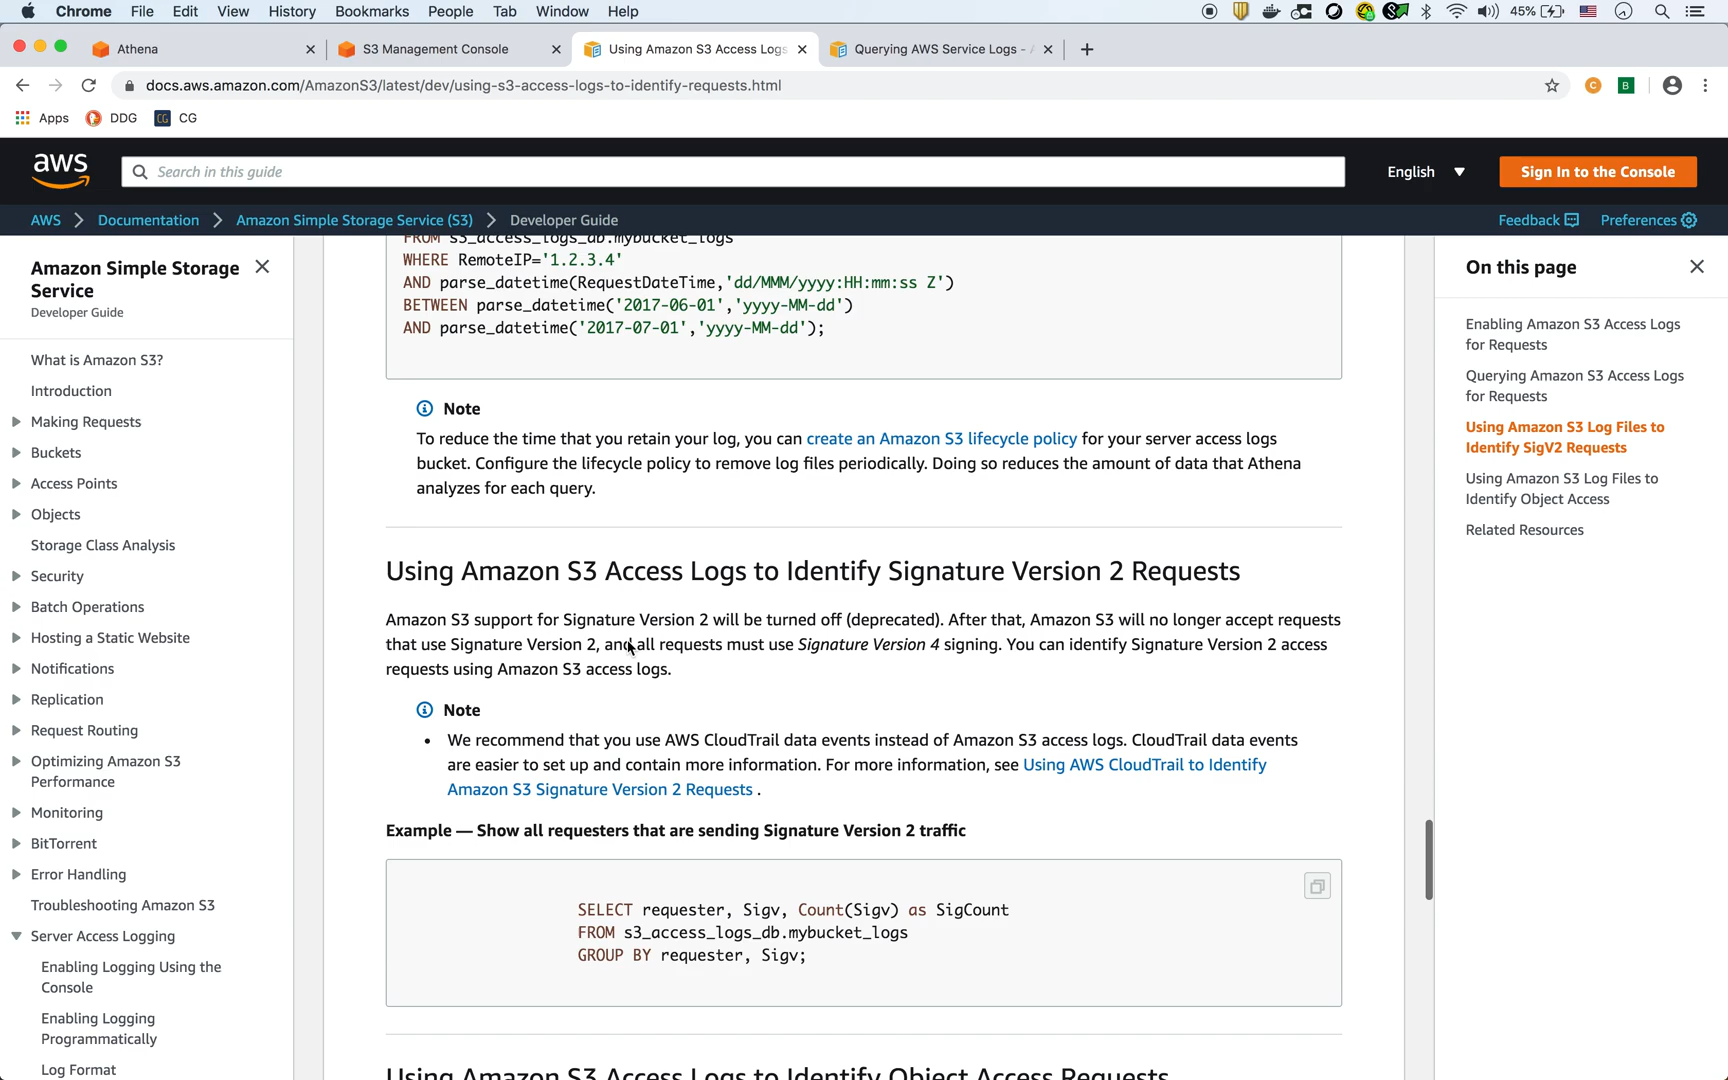 Chrome File Edit View History Bookmarks People Tab Window Help 45%
Athena
S3 Management Console
Using Amazon S3 Access Logs
Querying AWS Service Logs -
docs.aws.amazon.com/AmazonS3/latest/dev/using-s3-access-logs-to-identify-requests.html
Apps DDG CG CG
aws
Search in this guide
English
Sign In to the Console
AWS Documentation Amazon Simple Storage Service (S3) Developer Guide
Feedback Preferences
Amazon Simple Storage
Service
Developer Guide
What is Amazon S3?
Introduction
Making Requests
Buckets
Access Points
Objects
Storage Class Analysis
Security
Batch Operations
Hosting a Static Website
Notifications
Replication
Request Routing
Optimizing Amazon S3
Performance
Monitoring
BitTorrent
Error Handling
Troubleshooting Amazon S3
Server Access Logging
Enabling Logging Using the
Console
Enabling Logging
Programmatically
Log Format
FROM s3_access_logs_db.mybucket_logs
WHERE RemoteIP='1.2.3.4'
AND parse_datetime(RequestDateTime,'dd/MMM/yyyy:HH:mm:ss Z')
BETWEEN parse_datetime('2017-06-01','yyyy-MM-dd')
AND parse_datetime('2017-07-01','yyyy-MM-dd');
Note
To reduce the time that you retain your log, you can create an Amazon S3 lifecycle policy for your server access logs
bucket. Configure the lifecycle policy to remove log files periodically. Doing so reduces the amount of data that Athena
analyzes for each query.
Using Amazon S3 Access Logs to Identify Signature Version 2 Requests
Amazon S3 support for Signature Version 2 will be turned off (deprecated). After that, Amazon S3 will no longer accept requests
that use Signature Version 2, and all requests must use Signature Version 4 signing. You can identify Signature Version 2 access
requests using Amazon S3 access logs.
Note
• We recommend that you use AWS CloudTrail data events instead of Amazon S3 access logs. CloudTrail data events
are easier to set up and contain more information. For more information, see Using AWS CloudTrail to Identify
Amazon S3 Signature Version 2 Requests .
Example — Show all requesters that are sending Signature Version 2 traffic
SELECT requester, Sigv, Count(Sigv) as SigCount
FROM s3_access_logs_db.mybucket_logs
GROUP BY requester, Sigv;
Using Amazon S3 Access Logs to Identify Object Access Requests
On this page
Enabling Amazon S3 Access Logs
for Requests
Querying Amazon S3 Access Logs
for Requests
Using Amazon S3 Log Files to
Identify SigV2 Requests
Using Amazon S3 Log Files to
Identify Object Access
Related Resources